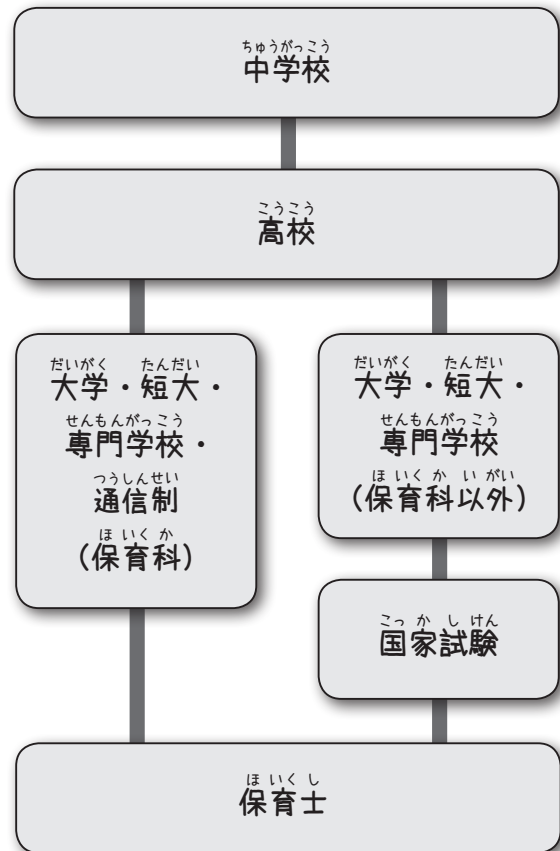 ちゅうがっこう
中学校
こうこう
高校
だいがく たんだい
大学・短大・
せんもんがっこう
専門学校・
つうしんせい
通信制
ほいくか
(保育科)
だいがく たんだい
大学・短大・
せんもんがっこう
専門学校
ほいくかいがい
(保育科以外)
こっかしけん
国家試験
ほいくし
保育士